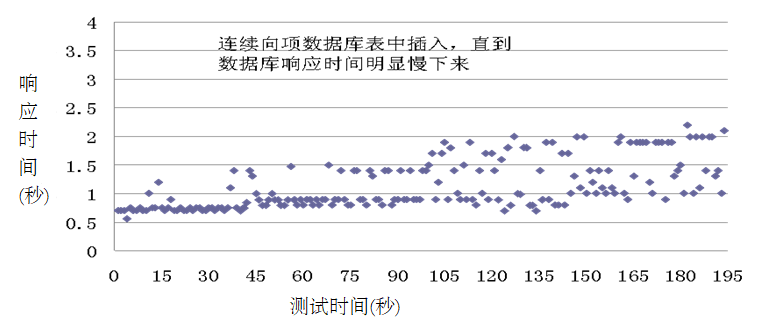 连续向项数据库表中插入，直到
数据库响应时间明显慢下来
响
应
时
间
(秒)
4
3.5
3
2.5
2
1.5
1
0.5
0
0 15 30 45 60 75 90 105 120 135 150 165 180 195
测试时间(秒)